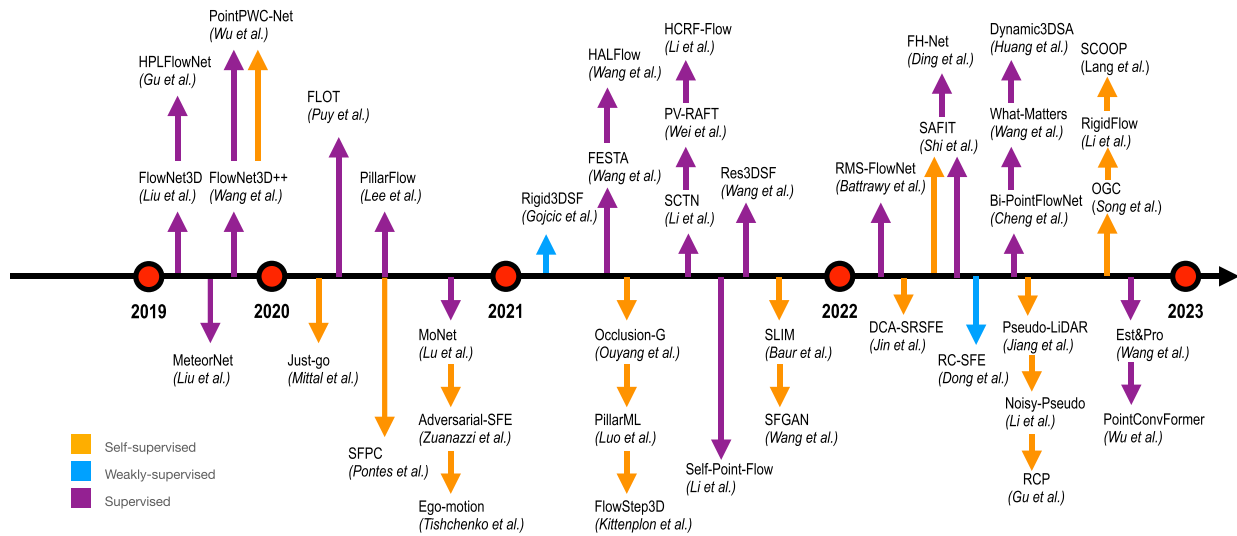 PointPWC-Net
(Wu et al.)
HPLFlowNet
(Gu et al.)
FLOT
(Puy et al.)
FlowNet3D
(Liu et al.)
FlowNet3D++
(Wang et al.)
PillarFlow
(Lee et al.)
HCRF-Flow
(Li et al.)
HALFlow
(Wang et al.)
PV-RAFT
(Wei et al.)
FESTA
(Wang et al.)
Rigid3DSF
(Gojcic et al.)
SCTN
(Li et al.)
Res3DSF
(Wang et al.)
Dynamic3DSA
(Huang et al.)
FH-Net
(Ding et al.)
SCOOP
(Lang et al.)
SAFIT
(Shi et al.)
What-Matters
(Wang et al.)
RigidFlow
(Li et al.)
RMS-FlowNet
(Battrawy et al.)
Bi-PointFlowNet
(Cheng et al.)
OGC
(Song et al.)
2019
2020
2021
2022
2023
MeteorNet
(Liu et al.)
Just-go
(Mittal et al.)
MoNet
(Lu et al.)
Occlusion-G
(Ouyang et al.)
SLIM
(Baur et al.)
DCA-SRSFE
(Jin et al.)
RC-SFE
(Dong et al.)
Pseudo-LiDAR
(Jiang et al.)
Est&Pro
(Wang et al.)
SFPC
(Pontes et al.)
Adversarial-SFE
(Zuanazzi et al.)
PillarML
(Luo et al.)
SFGAN
(Wang et al.)
Noisy-Pseudo
(Li et al.)
PointConvFormer
(Wu et al.)
Self-Point-Flow
(Li et al.)
RCP
(Gu et al.)
Ego-motion
(Tishchenko et al.)
FlowStep3D
(Kittenplon et al.)
Self-supervised
Weakly-supervised
Supervised